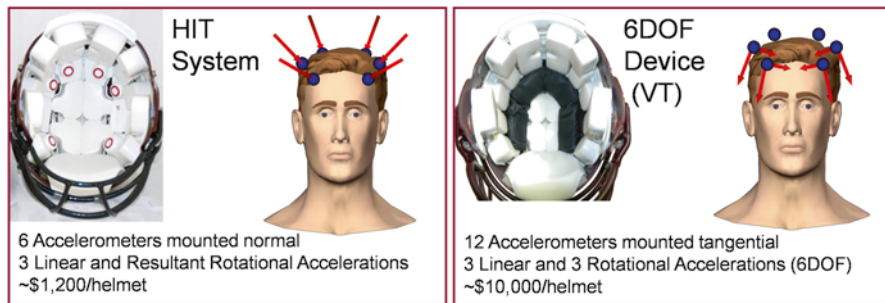 HIT
System
6 Accelerometers mounted normal
3 Linear and Resultant Rotational Accelerations
~$1,200/helmet
6DOF
Device
(VT)
12 Accelerometers mounted tangential
3 Linear and 3 Rotational Accelerations (6DOF)
~$10,000/helmet